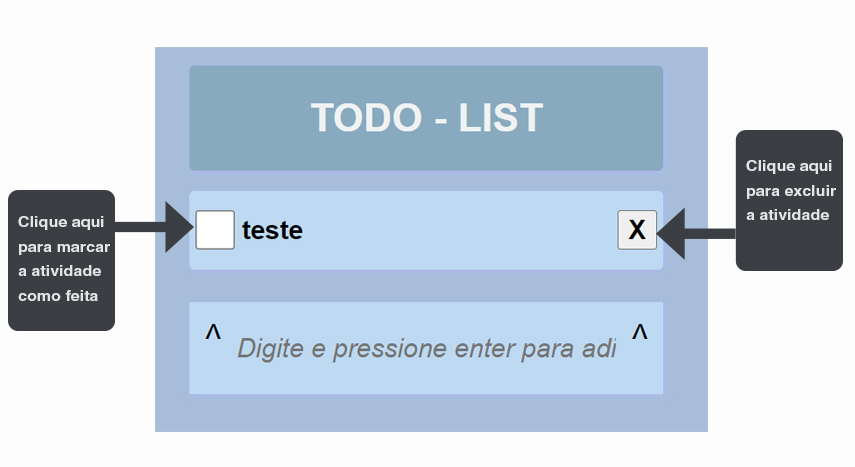 TODO - LIST
Clique aqui
para marcar
a atividade
como feita
teste
X
Clique aqui
para excluir
a atividade
^ Digite e pressione enter para adi ^